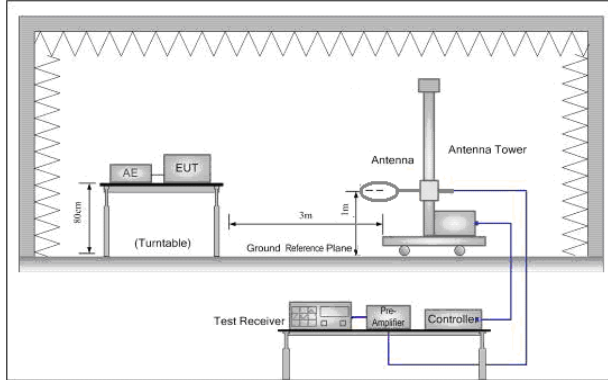 Antenna
Antenna Tower
AE
EUT
80cm
(Turntable)
3m
1m
Ground Reference Plane
Test Receiver
Pre-
Amplifier
Controller